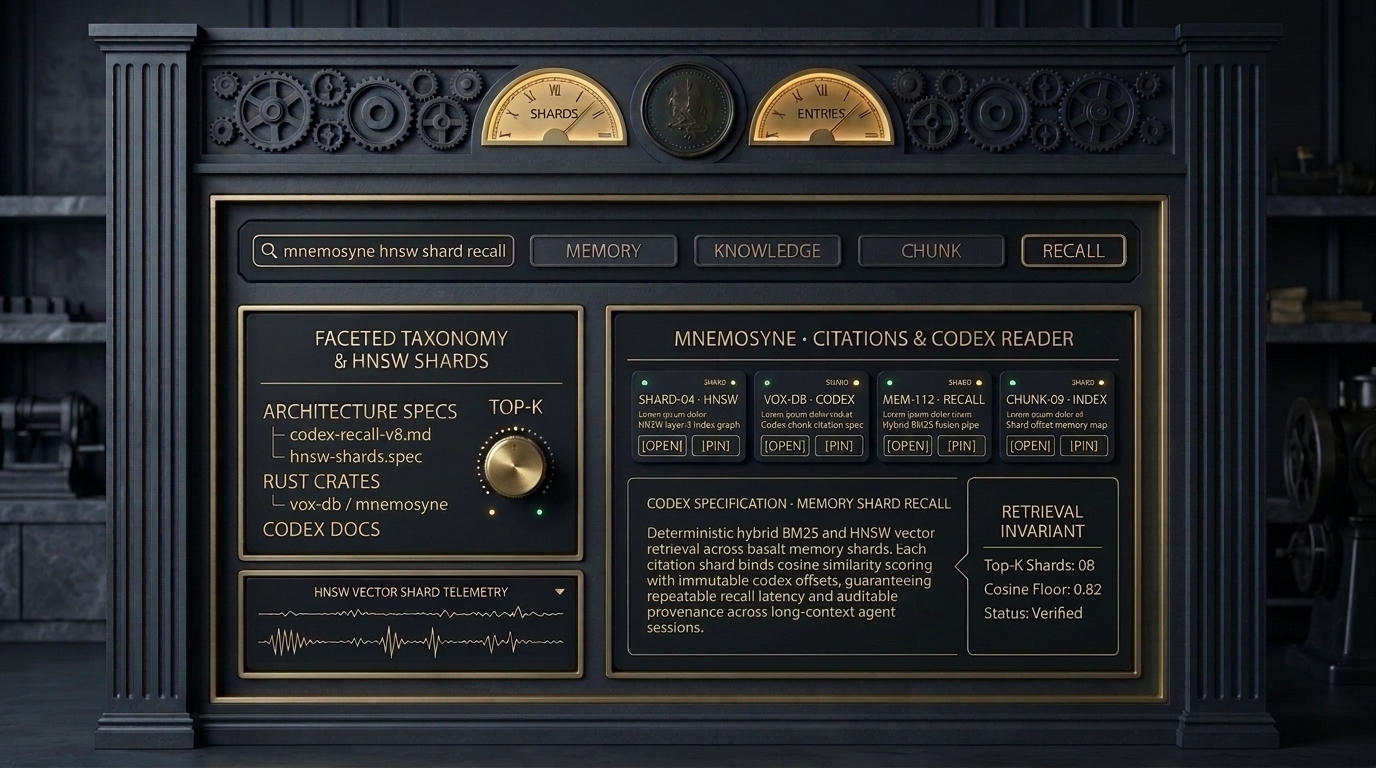 SHARDS
ENTRIES
mnemosyne hnsw shard recall
MEMORY
KNOWLEDGE
CHUNK
RECALL
FACETED TAXONOMY
& HNSW SHARDS
ARCHITECTURE SPECS
codex-recall-v8.md
hnsw-shards.spec
RUST CRATES
vox-db / mnemosyne
CODEX DOCS
TOP-K
HNSW VECTOR SHARD TELEMETRY
MNEMOSYNE · CITATIONS & CODEX READER
SHARD-04 · HNSW
index graph
[OPEN] [PIN]
VOX-DB · CODEX
Codes chonk citation spec
[OPEN] [PIN]
MEM-112 · RECALL
Hybrid BM25 fusion pipe
[OPEN] [PIN]
CHUNK-09 · INDEX
Shard offset memory map
[OPEN] [PIN]
CODEX SPECIFICATION - MEMORY SHARD RECALL
Deterministic hybrid BM25 and HNSW vector
retrieval across basalt memory shards. Each
citation shard binds cosine similarity scoring
with immutable codex offsets, guaranteeing
repeatable recall latency and auditable
provenance across long-context agent
sessions.
RETRIEVAL
INVARIANT
Top-K Shards: 08
Cosine Floor: 0.82
Status: Verified